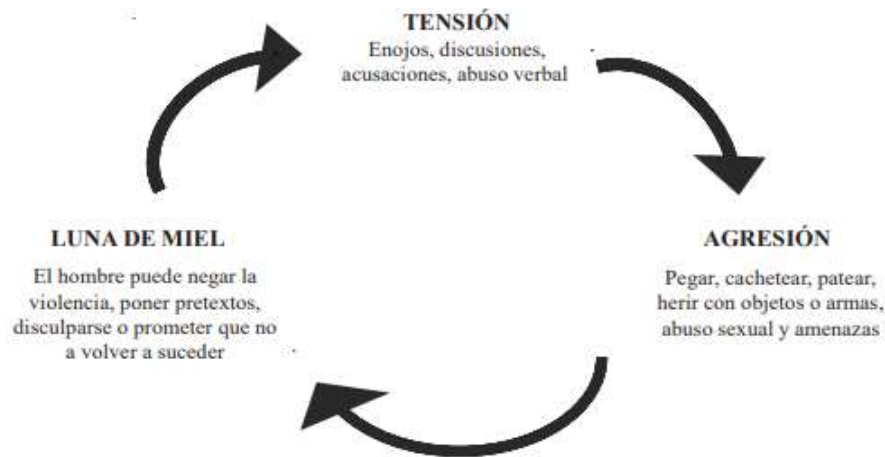 TENSIÓN
Enojos, discusiones,
acusaciones, abuso verbal
LUNA DE MIEL
El hombre puede negar la
violencia, poner pretextos,
disculparse o prometer que no
a volver a suceder
AGRESIÓN
Pegar, cachetear, patear,
herir con objetos o armas,
abuso sexual y amenazas